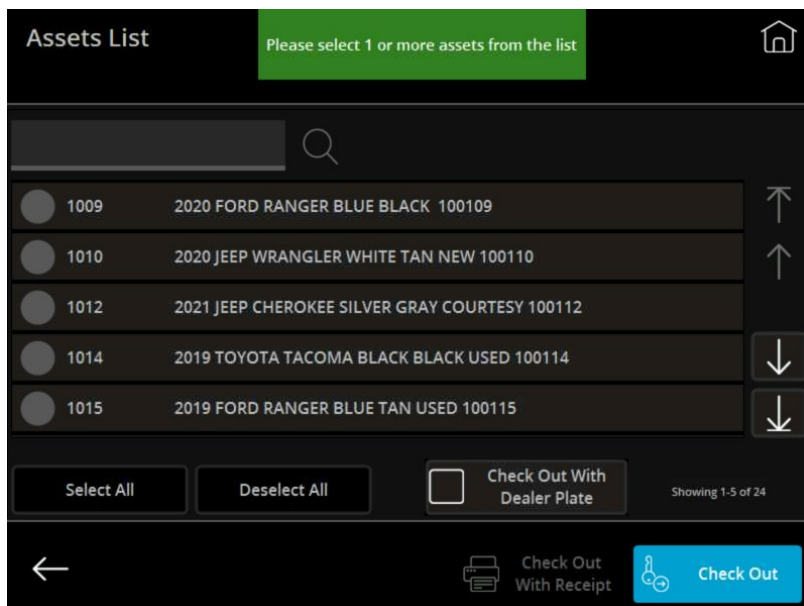 Assets List
Please select 1 or more assets from the list
1009 2020 FORD RANGER BLUE BLACK 100109
1010 2020 JEEP WRANGLER WHITE TAN NEW 100110
1012 2021 JEEP CHEROKEE SILVER GRAY COURTESY 100112
1014 2019 TOYOTA TACOMA BLACK BLACK USED 100114
1015 2019 FORD RANGER BLUE TAN USED 100115
Select All
Deselect All
Check Out With
Dealer Plate
Showing 1-5 of 24
Check Out
With Receipt
Check Out